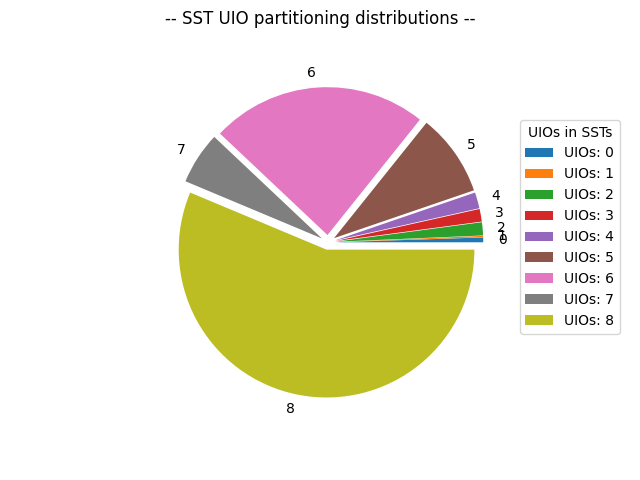 -- SST UIO partitioning distributions --
6
7
5
4
3
2
1
0
8
UIOs in SSTs
UIOs: 0
UIOs: 1
UIOs: 2
UIOs: 3
UIOs: 4
UIOs: 5
UIOs: 6
UIOs: 7
UIOs: 8